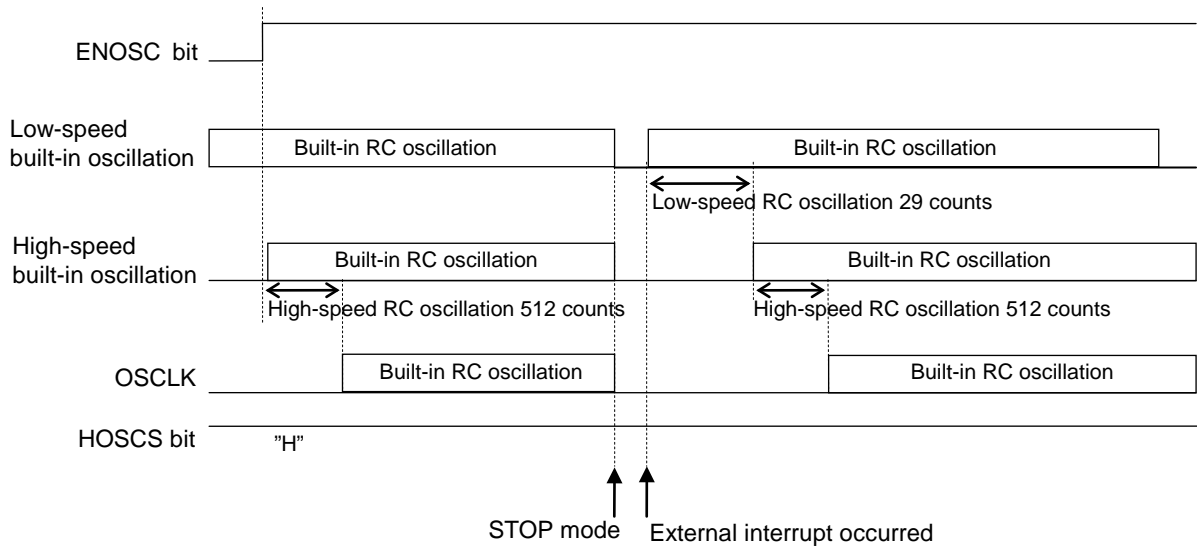 ENOSC bit
Low-speed
built-in oscillation
Built-in RC oscillation
Built-in RC oscillation
Low-speed RC oscillation 29 counts
High-speed
built-in oscillation
Built-in RC oscillation
Built-in RC oscillation
High-speed RC oscillation 512 counts
High-speed RC oscillation 512 counts
OSCLK
Built-in RC oscillation
Built-in RC oscillation
HOSCS bit
”H”
STOP mode
External interrupt occurred